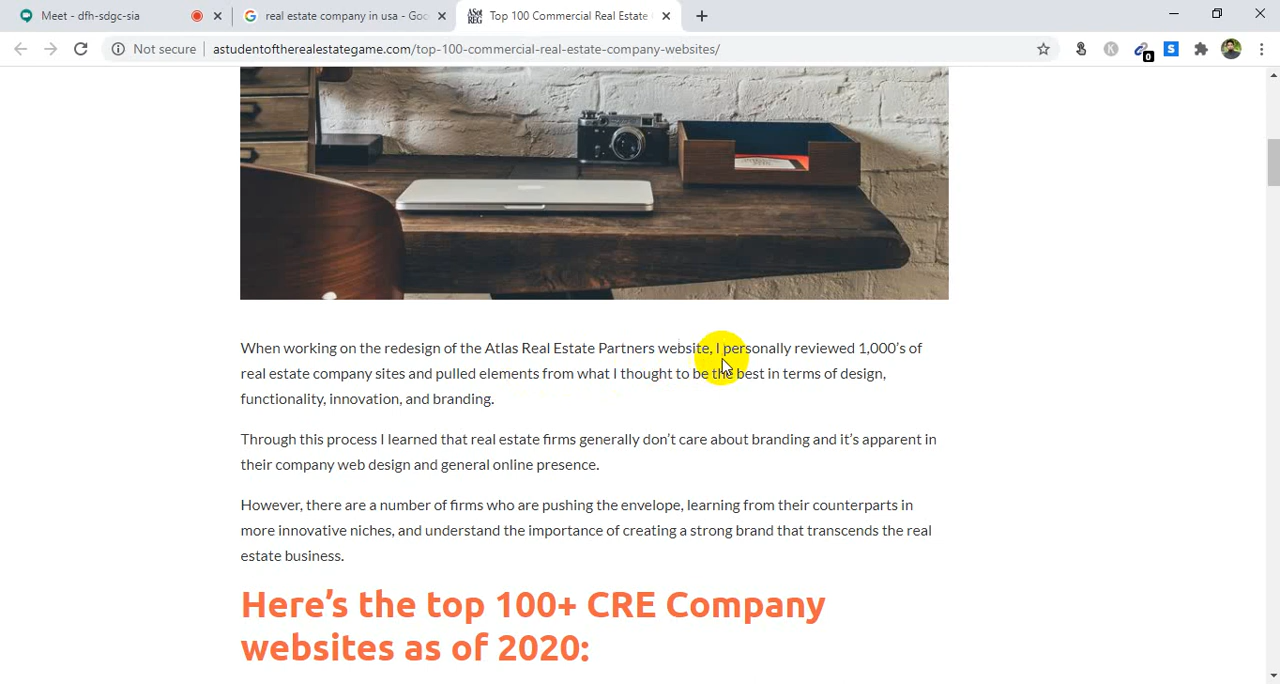 Meet - dfh-sdgc-sia
real estate company in usa - Goo
Top 100 Commercial Real Estate
Not secure
astudentoftherealestategame.com/top-100-commercial-real-estate-company-websites/
K
0
S
When working on the redesign of the Atlas Real Estate Partners website, I personally reviewed 1,000's of
real estate company sites and pulled elements from what I thought to be the best in terms of design,
functionality, innovation, and branding.
Through this process I learned that real estate firms generally don't care about branding and it's apparent in
their company web design and general online presence.
However, there are a number of firms who are pushing the envelope, learning from their counterparts in
more innovative niches, and understand the importance of creating a strong brand that transcends the real
estate business.
Here's the top 100+ CRE Company
websites as of 2020: